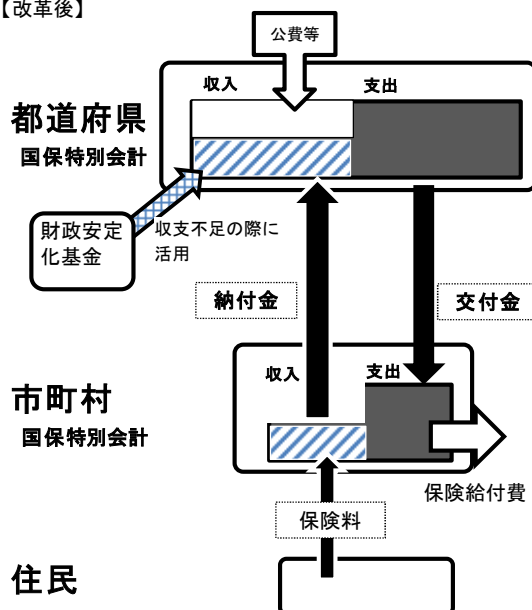 【改革後】
公費等
収入
支出
都道府県
国保特別会計
財政安定
化基金
収支不足の際に
活用
納付金
交付金
収入
支出
市町村
国保特別会計
保険給付費
保険料
住民